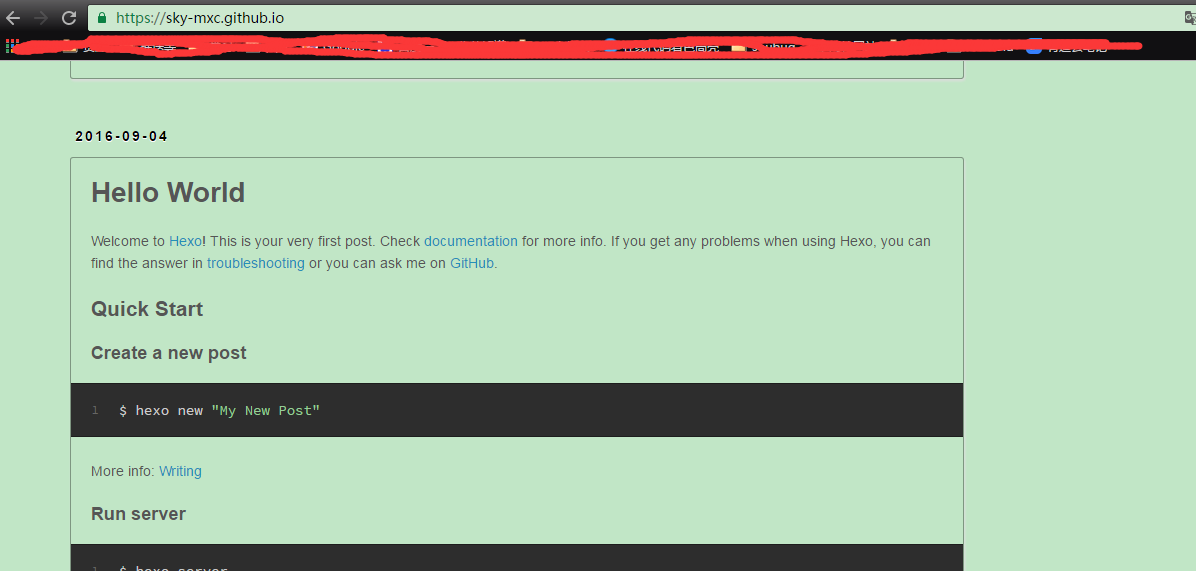 https://sky-mxc.github.io
2016-09-04
Hello World
Welcome to Hexo! This is your very first post. Check documentation for more info. If you get any problems when using Hexo, you can
find the answer in troubleshooting or you can ask me on GitHub.
Quick Start
Create a new post
1 $ hexo new "My New Post"
More info: Writing
Run server
1 $ hexo server